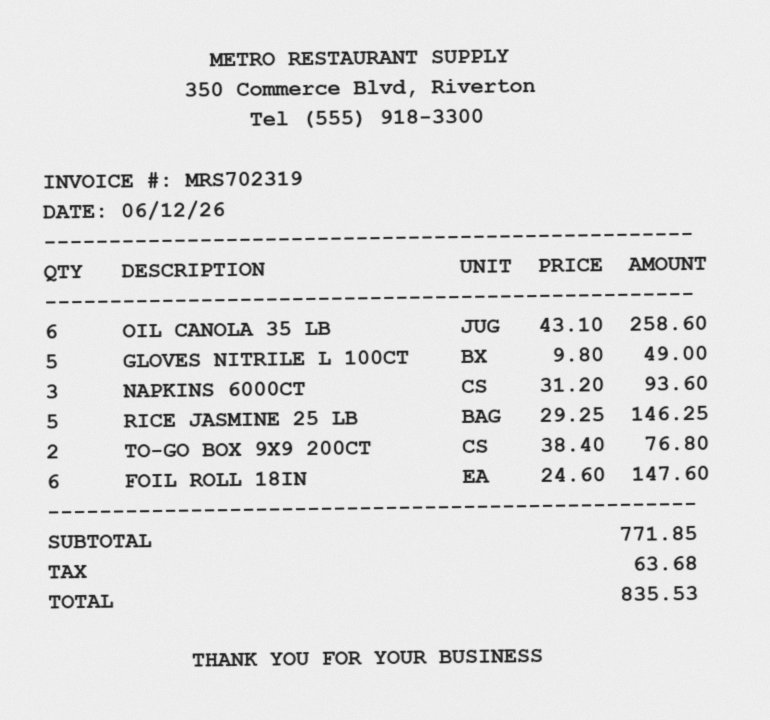 METRO RESTAURANT SUPPLY
350 Commerce Blvd, Riverton
Tel (555) 918-3300
INVOICE #: MRS702319
DATE: 06/12/26
--------------------------------------------------
QTY DESCRIPTION UNIT PRICE AMOUNT
--------------------------------------------------
6 OIL CANOLA 35 LB JUG 43.10 258.60
5 GLOVES NITRILE L 100CT BX 9.80 49.00
3 NAPKINS 6000CT CS 31.20 93.60
5 RICE JASMINE 25 LB BAG 29.25 146.25
2 TO-GO BOX 9X9 200CT CS 38.40 76.80
6 FOIL ROLL 18IN EA 24.60 147.60
--------------------------------------------------
SUBTOTAL 771.85
TAX 63.68
TOTAL 835.53
THANK YOU FOR YOUR BUSINESS